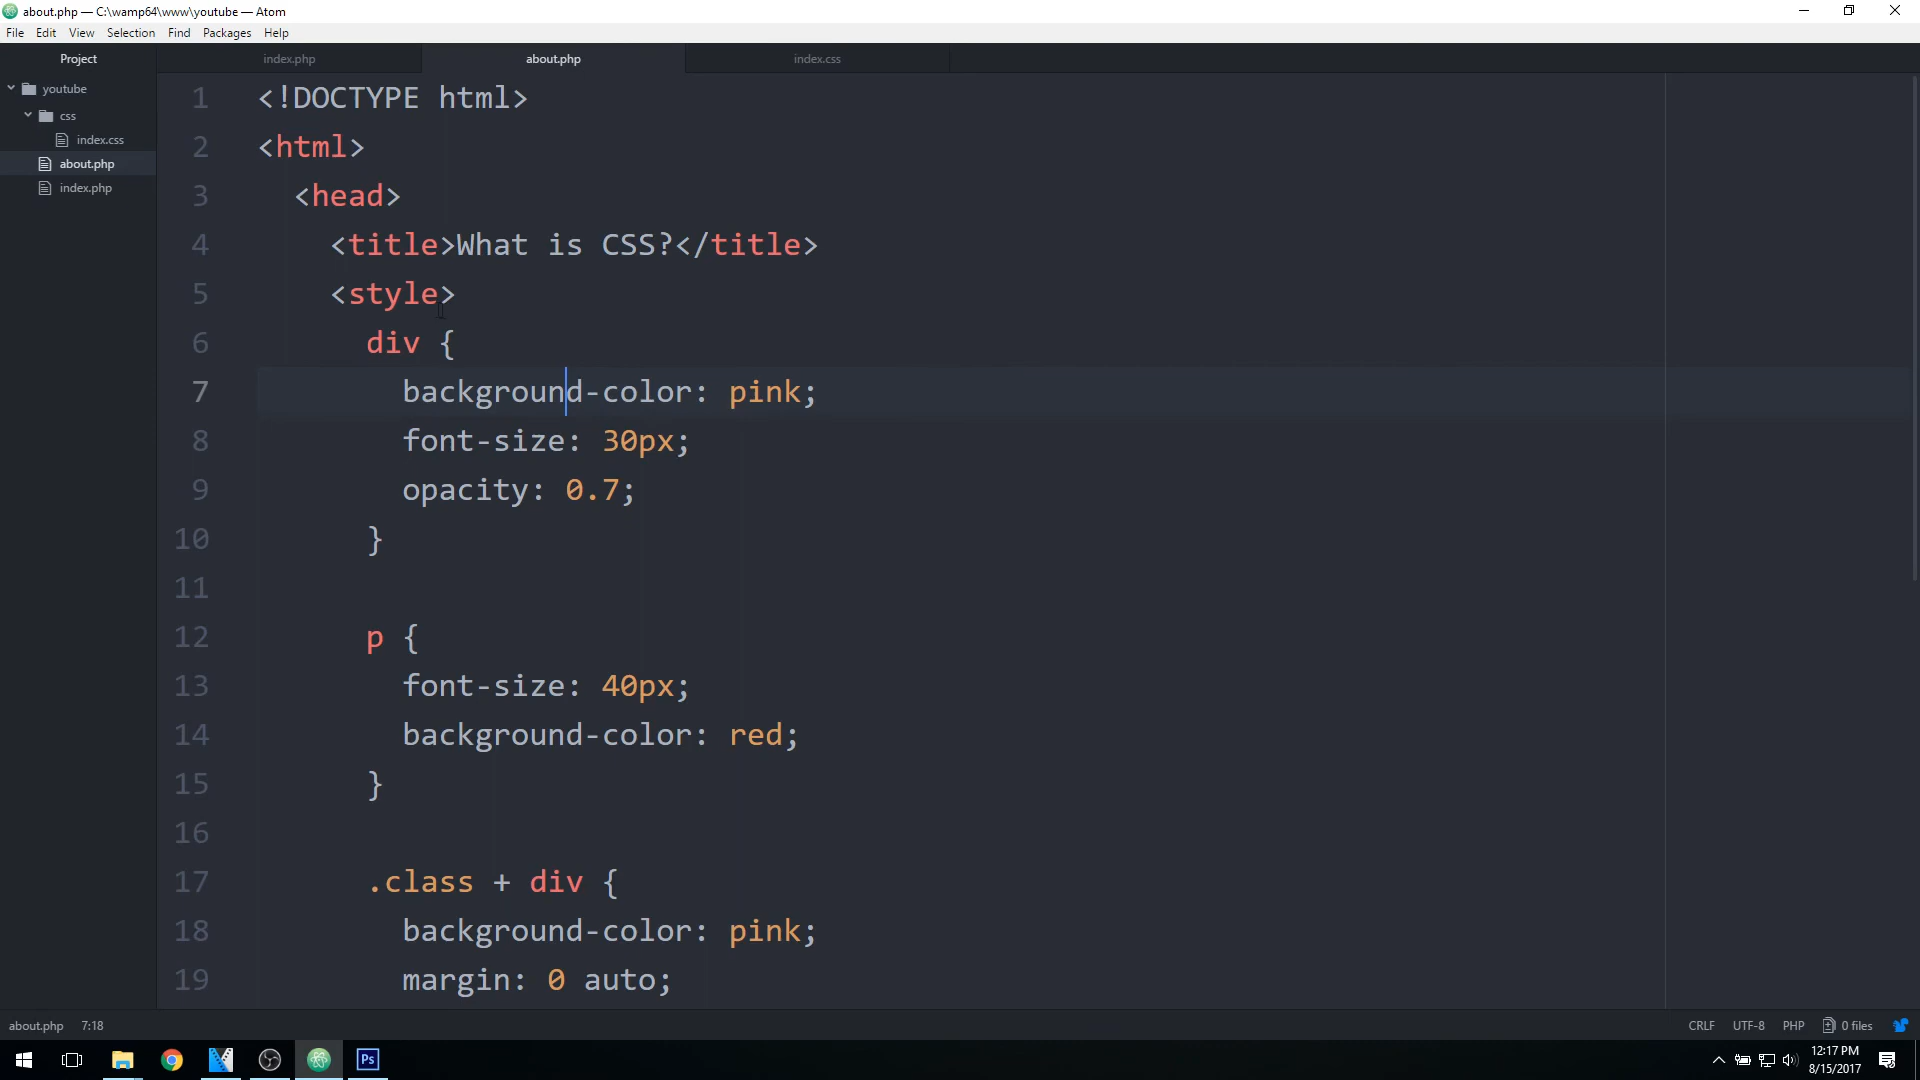 about.php — C:\wamp64\www\youtube — Atom
File Edit View Selection Find Packages Help
Project
index.php about.php index.css
youtube
css
index.css
about.php
index.php
1 <!DOCTYPE html>
2 <html>
3 <head>
4 <title>What is CSS?</title>
5 <style>
6 div {
7 background-color: pink;
8 font-size: 30px;
9 opacity: 0.7;
10 }
11
12 p {
13 font-size: 40px;
14 background-color: red;
15 }
16
17 .class + div {
18 background-color: pink;
19 margin: 0 auto;
about.php 7:18 CRLF UTF-8 PHP 0 files
Ps
12:17 PM
8/15/2017